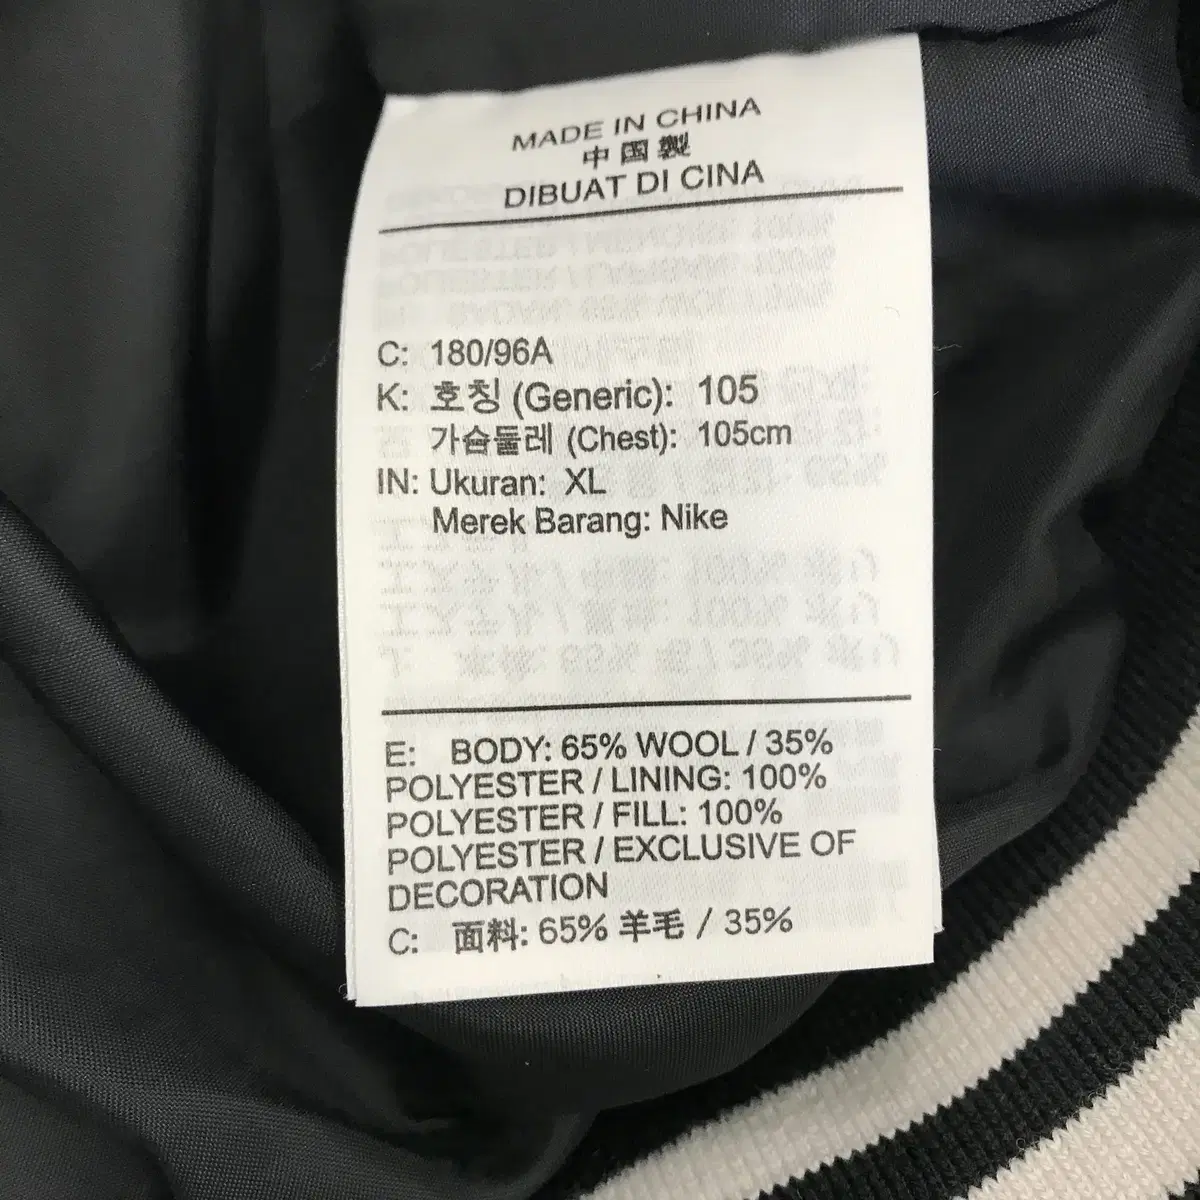 MADE IN CHINA
中国製
DIBUAT DI CINA
C: 180/96A
K: 호칭 (Generic): 105
가슴둘레 (Chest): 105cm
IN: Ukuran: XL
Merek Barang: Nike
E: BODY: 65% WOOL / 35%
POLYESTER / LINING: 100%
POLYESTER / FILL: 100%
POLYESTER / EXCLUSIVE OF
DECORATION
C: 面料: 65% 羊毛 / 35%